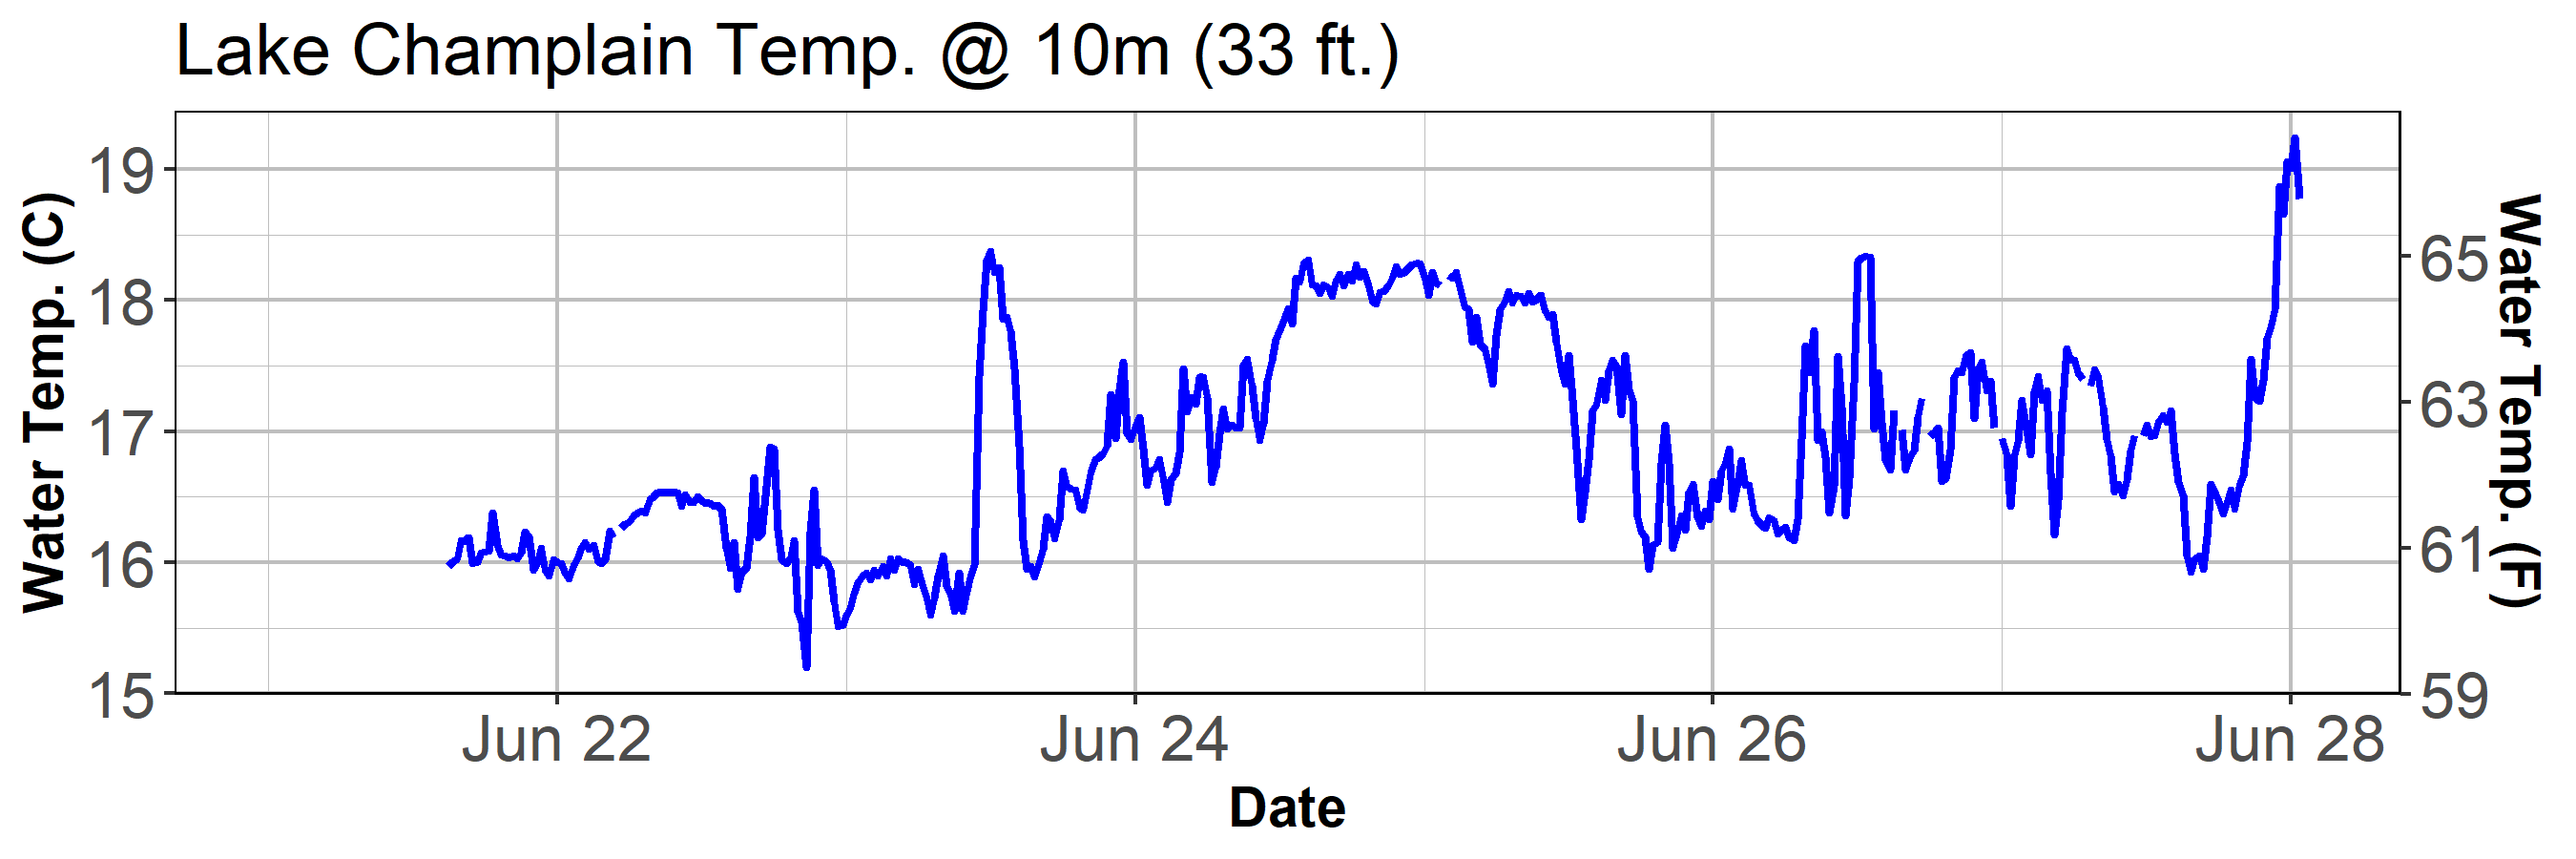 Lake Champlain Temp. @ 10m (33 ft.)
Water Temp. (C)
19
18
17
16
15
65
63
61
59
Water Temp. (F)
Jun 22 Jun 24 Jun 26 Jun 28
Date